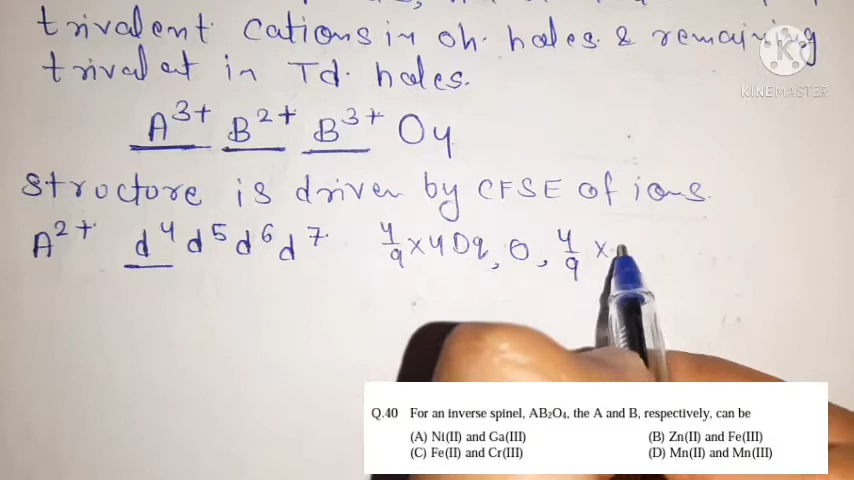 trivalent cations in oh. holes. & remaining
trivalent in Td. holes.
KINEMASTER
A3+ B2+ B3+ O4
Structure is driven by CFSE of ions.
A2+ d4 d5 d6 d7 4/9 x 4Dq, 0, 4/9 x
Q.40 For an inverse spinel, AB₂O₄, the A and B, respectively, can be
(A) Ni(II) and Ga(III) (B) Zn(II) and Fe(III)
(C) Fe(II) and Cr(III) (D) Mn(II) and Mn(III)